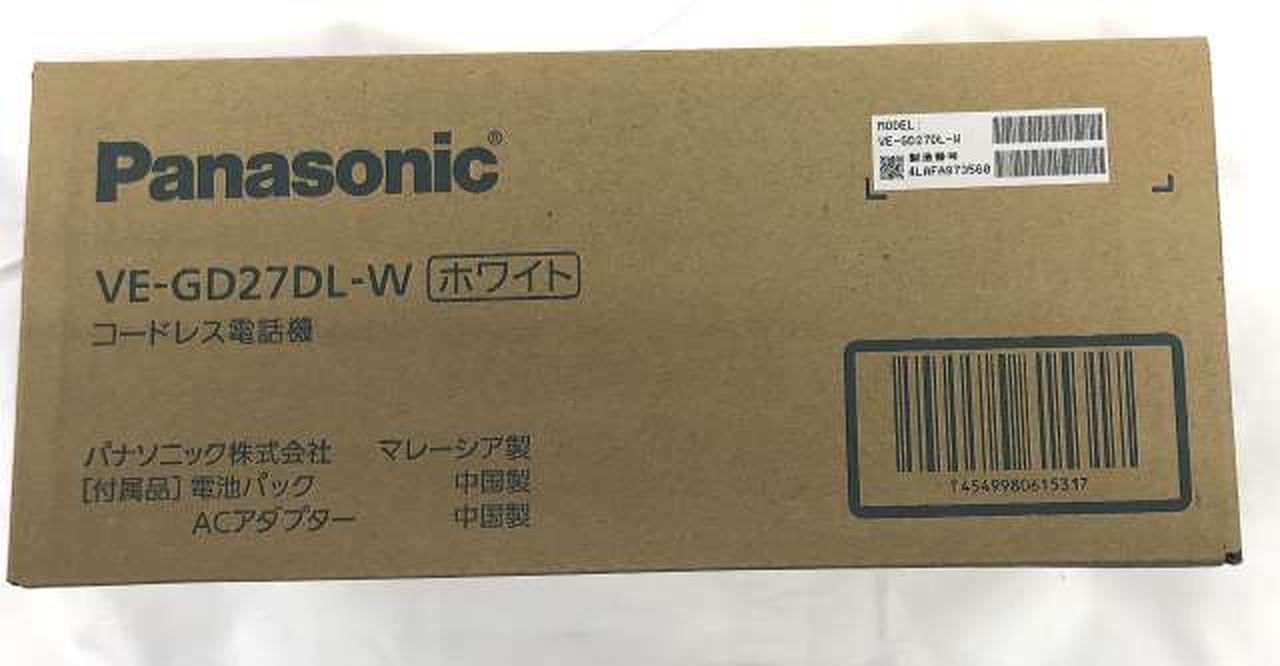 Panasonic®
VE-GD27DL-W ホワイト
コードレス電話機
パナソニック株式会社 マレーシア製
[付属品] 電池パック 中国製
ACアダプター 中国製
MODEL:
VE-GD27DL-W
製造番号
4LAFA973560
T4549980615317